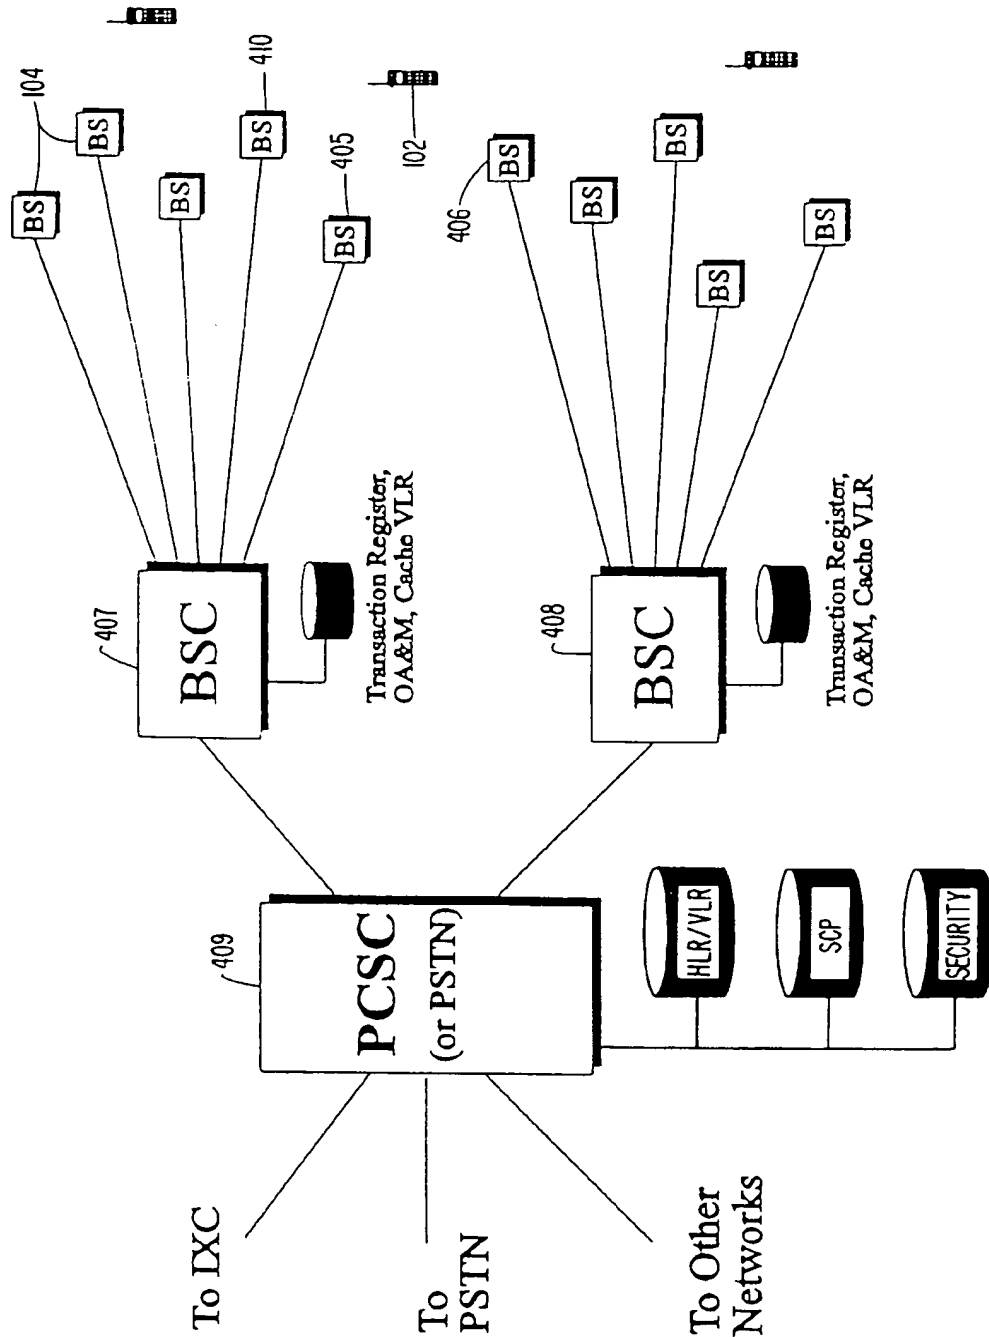 To IXC
To
PSTN
To Other
Networks
409
PCSC
(or PSTN)
HLR/VLR
SCP
SECURITY
407
BSC
Transaction Register,
OA&M, Cache VLR
408
BSC
Transaction Register,
OA&M, Cache VLR
104
BS
BS
BS
BS
410
BS
405
102
406
BS
BS
BS
BS
BS